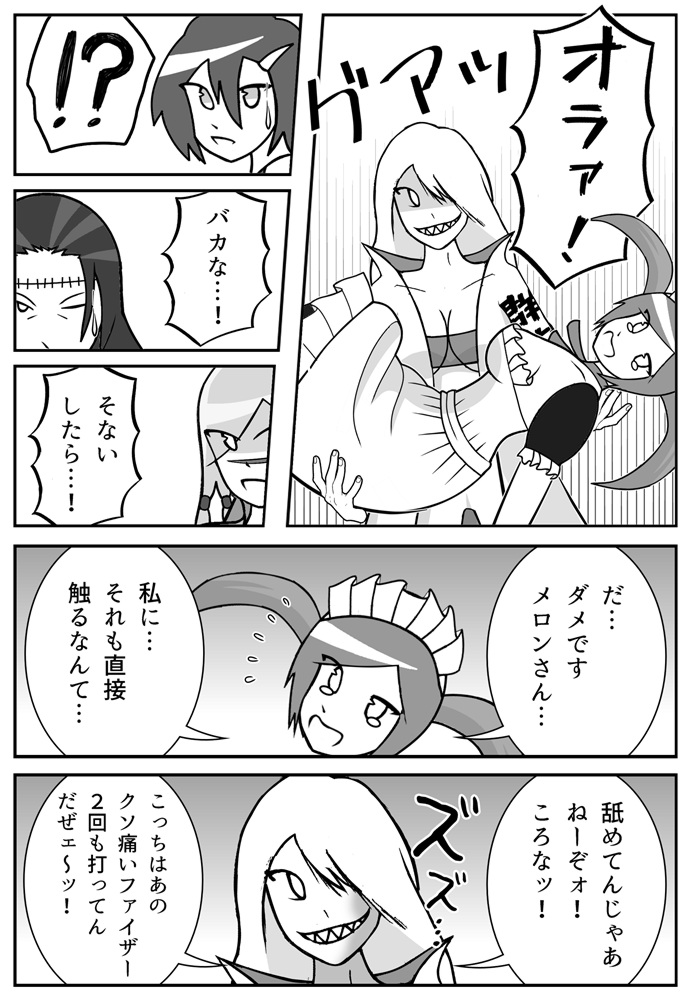 オラァ！
グアッ
！？
バカな…！
そない
したら…！
だ…
ダメです
メロンさん…
私に…
それも直接
触るなんて…
舐めてんじゃあ
ねーぞォ！
ころなッ！
ズズ…
こっちはあの
クソ痛いファイザー
２回も打ってん
だぜェ～ッ！